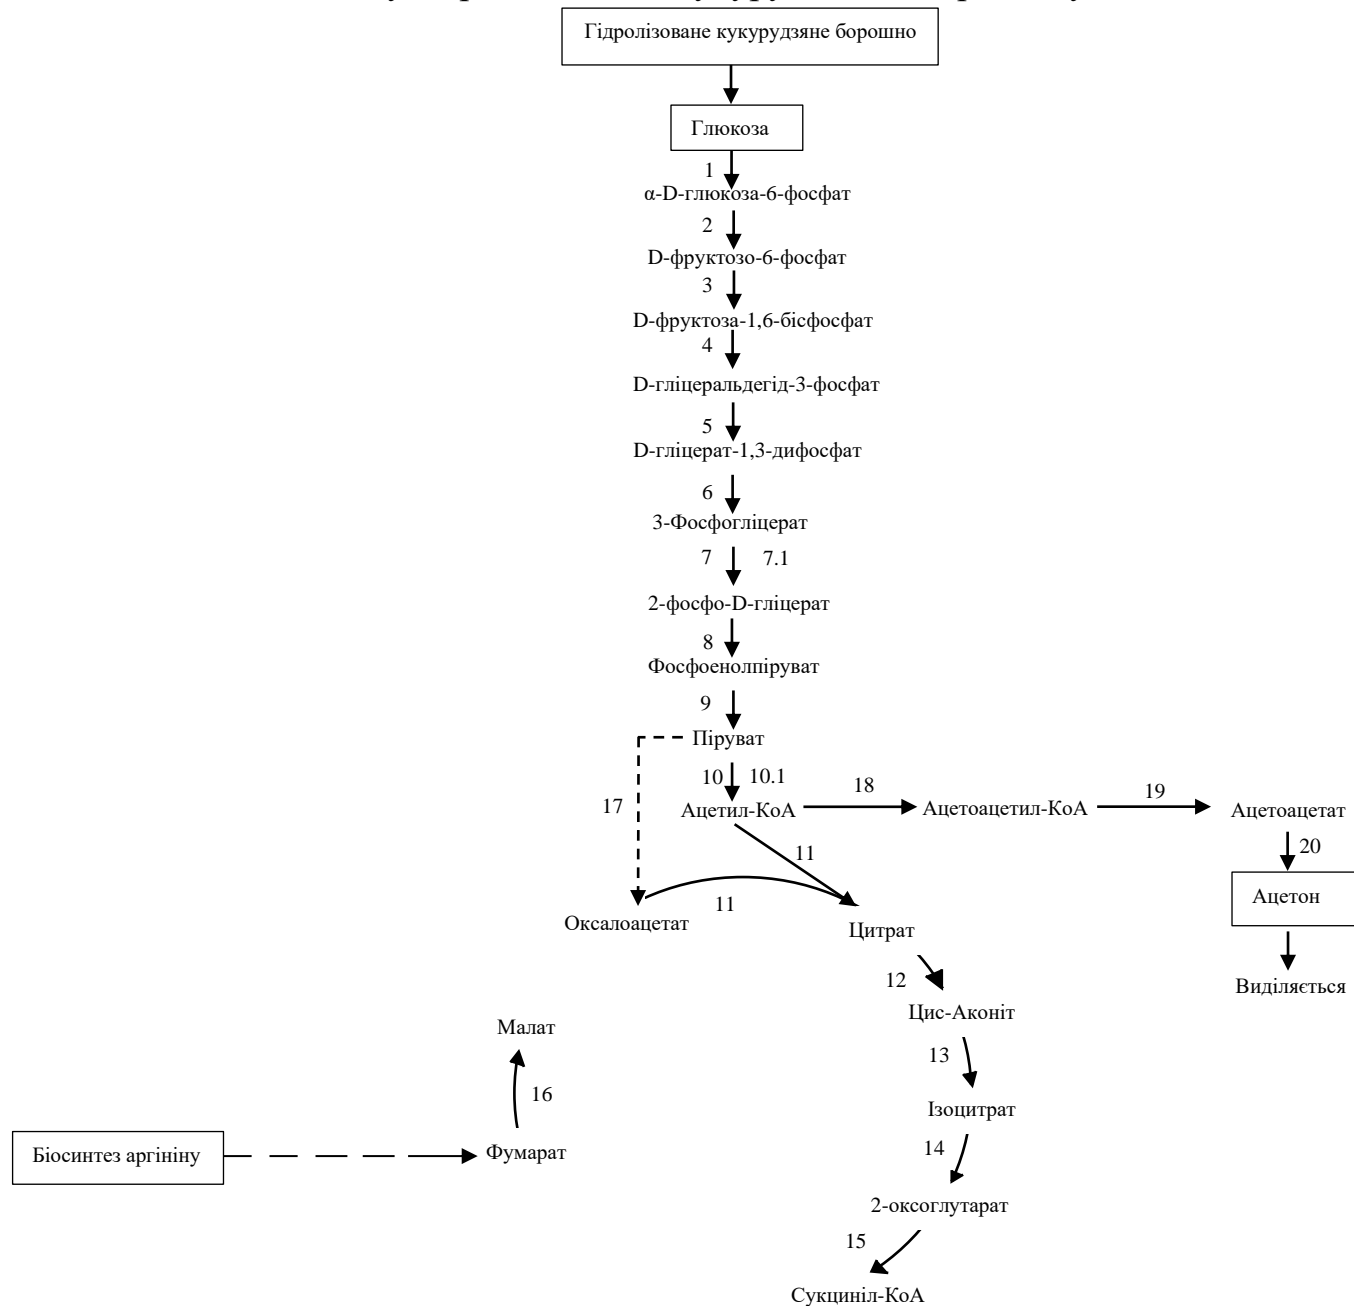 Гідролізоване кукурудзяне борошно
Глюкоза
1
α-D-глюкоза-6-фосфат
2
D-фруктозо-6-фосфат
3
D-фруктоза-1,6-бісфосфат
4
D-гліцеральдегід-3-фосфат
5
D-гліцерат-1,3-дифосфат
6
3-Фосфогліцерат
7 7.1
2-фосфо-D-гліцерат
8
Фосфоенолпіруват
9
Піруват
10 10.1
17
Ацетил-КоА
18
Ацетоацетил-КоА
19
Ацетоацетат
20
Ацетон
Виділяється
11
11
Оксалоацетат
Цитрат
12
Цис-Аконіт
13
Ізоцитрат
14
2-оксоглутарат
15
Сукциніл-КоА
Малат
16
Фумарат
Біосинтез аргініну